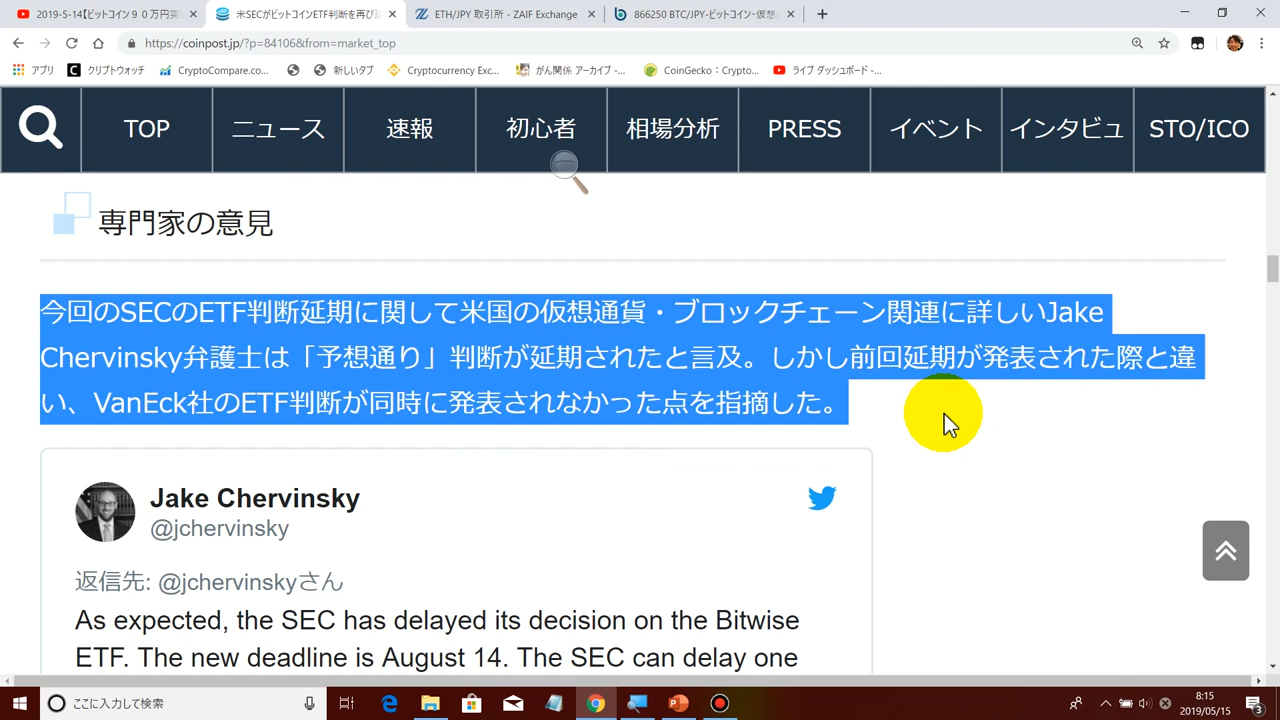 2019-5-14【ビットコイン９０万円突
米SECがビットコインETF判断を再び延
ETH/JPY 取引所 - ZAIF Exchange
866250 BTC/JPY-ビットコイン・仮想
https://coinpost.jp/?p=84106&from=market_top
アプリ
クリプトウォッチ
CryptoCompare.co...
新しいタブ
Cryptocurrency Exc...
がん関係 アーカイブ -...
CoinGecko：Crypto...
ライブ ダッシュボード -...
TOP
ニュース
速報
初心者
相場分析
PRESS
イベント
インタビュ
STO/ICO
専門家の意見
今回のSECのETF判断延期に関して米国の仮想通貨・ブロックチェーン関連に詳しいJake
Chervinsky弁護士は「予想通り」判断が延期されたと言及。しかし前回延期が発表された際と違
い、VanEck社のETF判断が同時に発表されなかった点を指摘した。
Jake Chervinsky
@jchervinsky
返信先: @jchervinskyさん
As expected, the SEC has delayed its decision on the Bitwise
ETF. The new deadline is August 14. The SEC can delay one
ここに入力して検索
8:15
2019/05/15
3